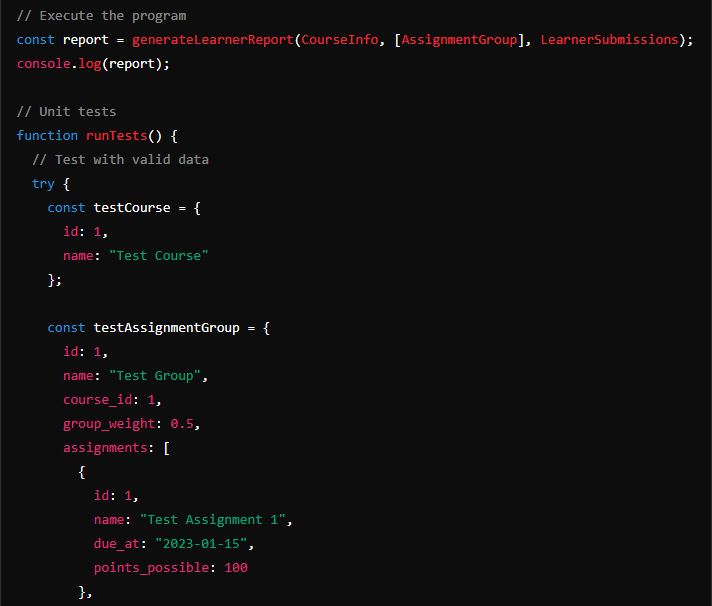 // Execute the program
const report = generateLearnerReport(CourseInfo, [AssignmentGroup], LearnerSubmissions);
console.log(report);
// Unit tests
function runTests() {
// Test with valid data
try {
const testCourse = {
id: 1,
name: "Test Course"
};
const testAssignmentGroup = {
id: 1,
name: "Test Group",
course_id: 1,
group_weight: 0.5,
assignments: [
{
id: 1,
name: "Test Assignment 1",
due_at: "2023-01-15",
points_possible: 100
},